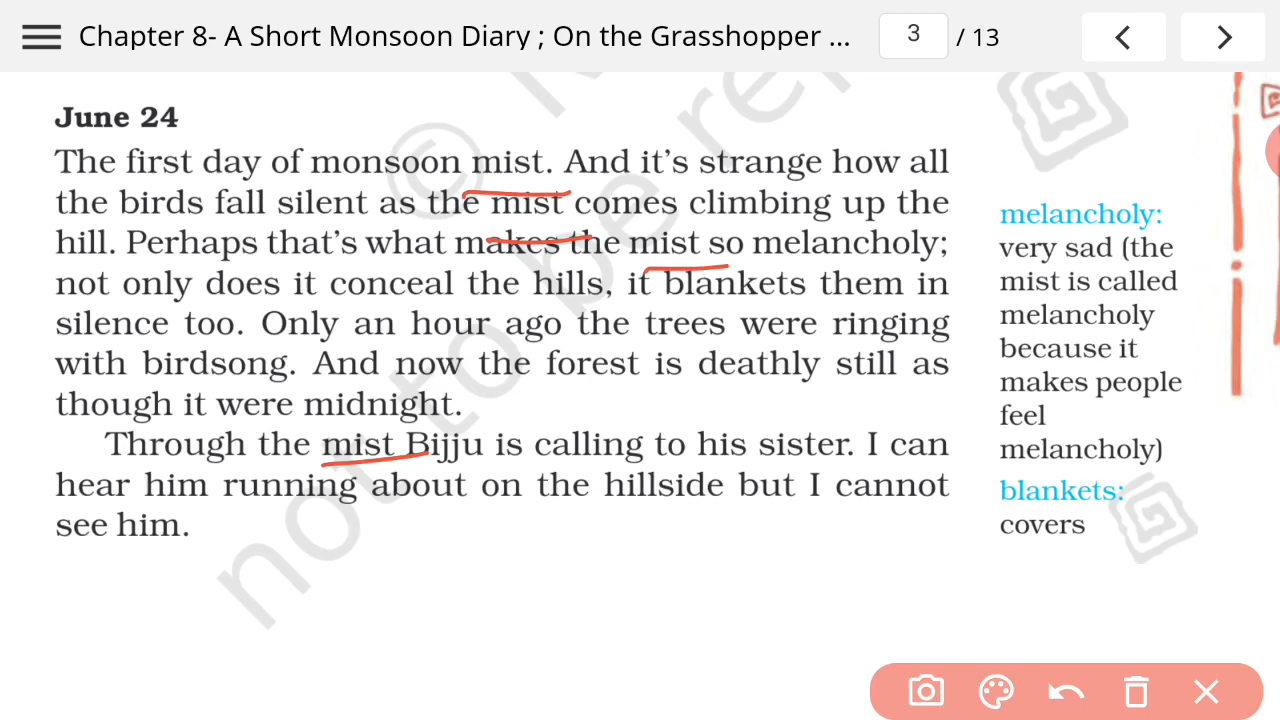 Chapter 8- A Short Monsoon Diary ; On the Grasshopper ...
3 / 13
June 24
The first day of monsoon mist. And it's strange how all
the birds fall silent as the mist comes climbing up the
hill. Perhaps that's what makes the mist so melancholy;
not only does it conceal the hills, it blankets them in
silence too. Only an hour ago the trees were ringing
with birdsong. And now the forest is deathly still as
though it were midnight.
Through the mist Bijju is calling to his sister. I can
hear him running about on the hillside but I cannot
see him.
melancholy:
very sad (the
mist is called
melancholy
because it
makes people
feel
melancholy)
blankets:
covers
not to be re